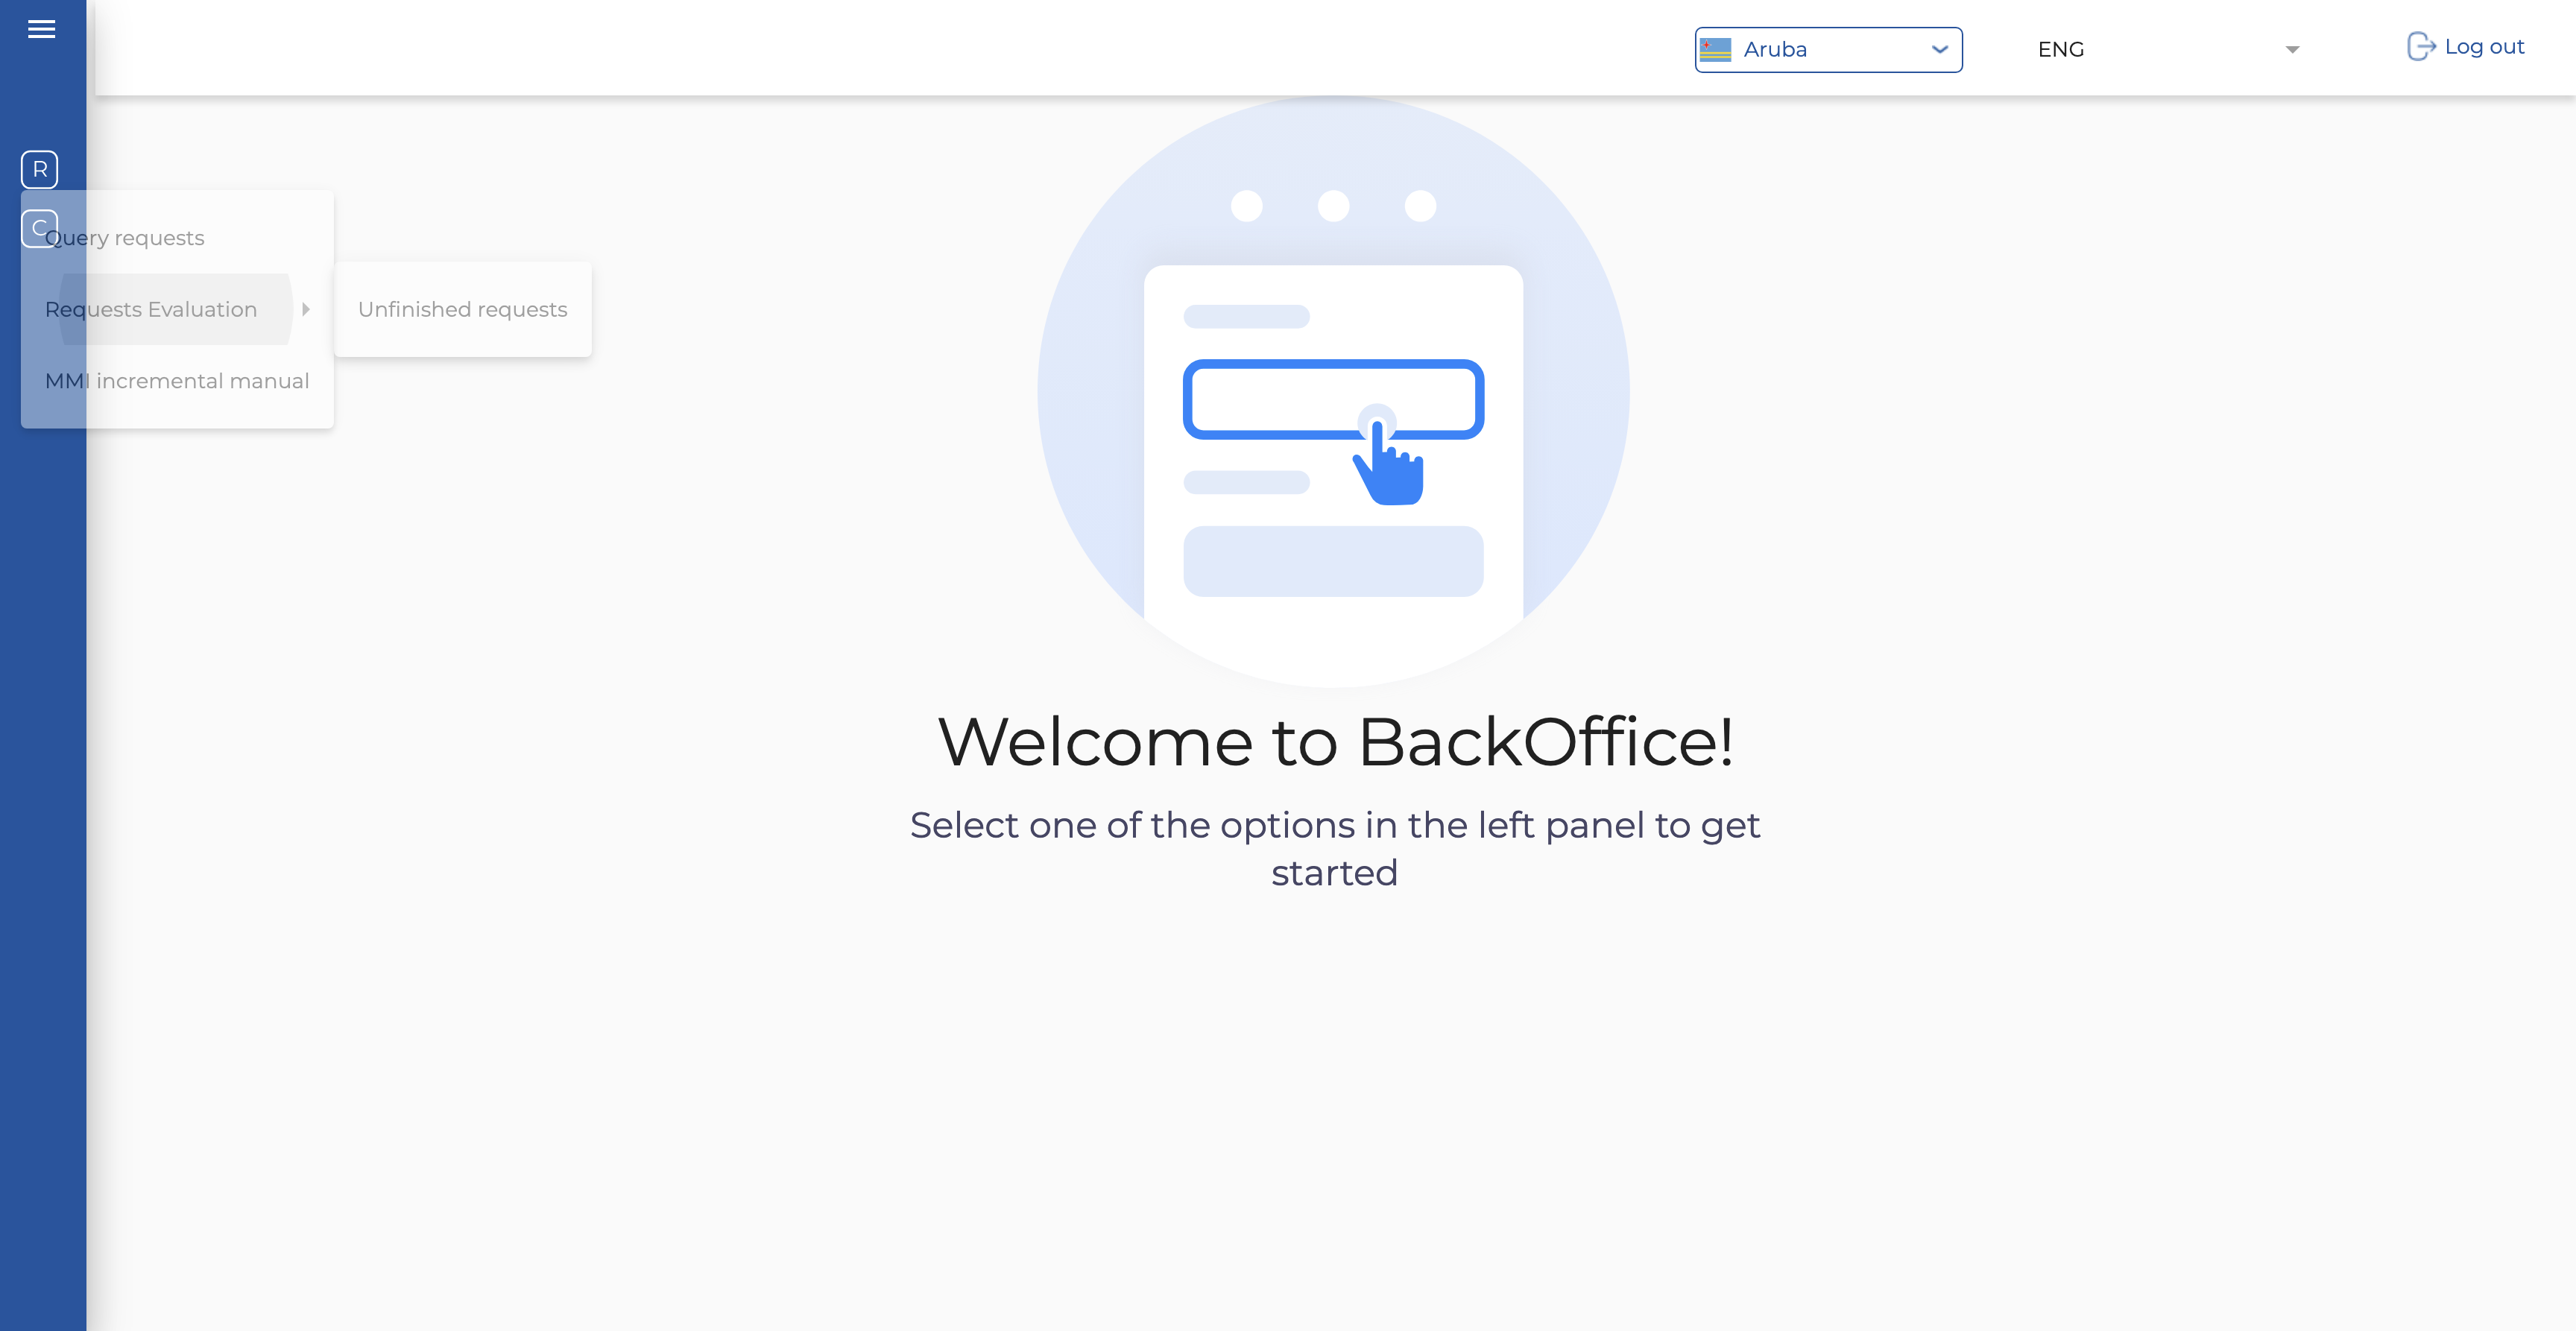 Aruba
ENG
Log out
R
C
Query requests
Requests Evaluation
Unfinished requests
MMI incremental manual
Welcome to BackOffice!
Select one of the options in the left panel to get
started